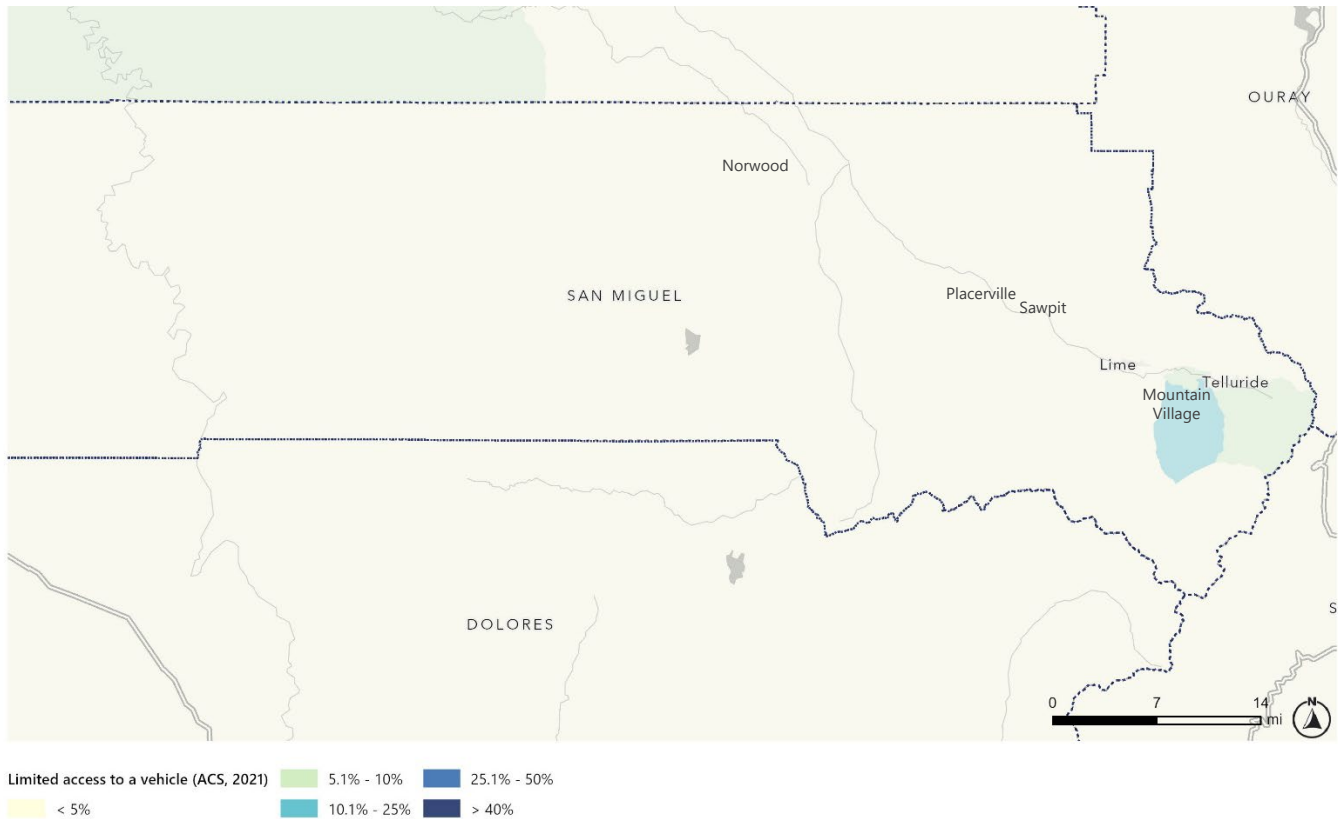 OURAY
Norwood
SAN MIGUEL
Placerville
Sawpit
Lime
Telluride
Mountain
Village
DOLORES
S
0 7 14
mi
N
Limited access to a vehicle (ACS, 2021)
< 5%
5.1% - 10%
10.1% - 25%
25.1% - 50%
> 40%